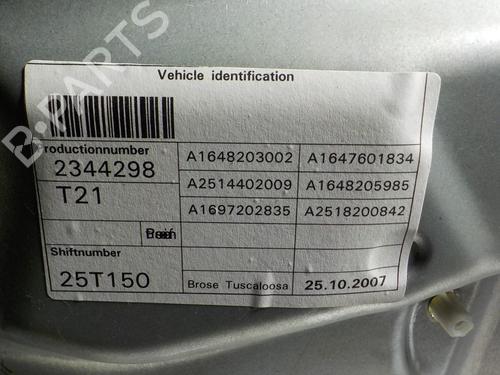 Vehicle identification
roductionnumber
2344298
T21
Shiftnumber
25T150
A1648203002 A1647601834
A2514402009 A1648205985
A1697202835 A2518200842
Brose Tuscaloosa 25.10.2007
B-PARTS